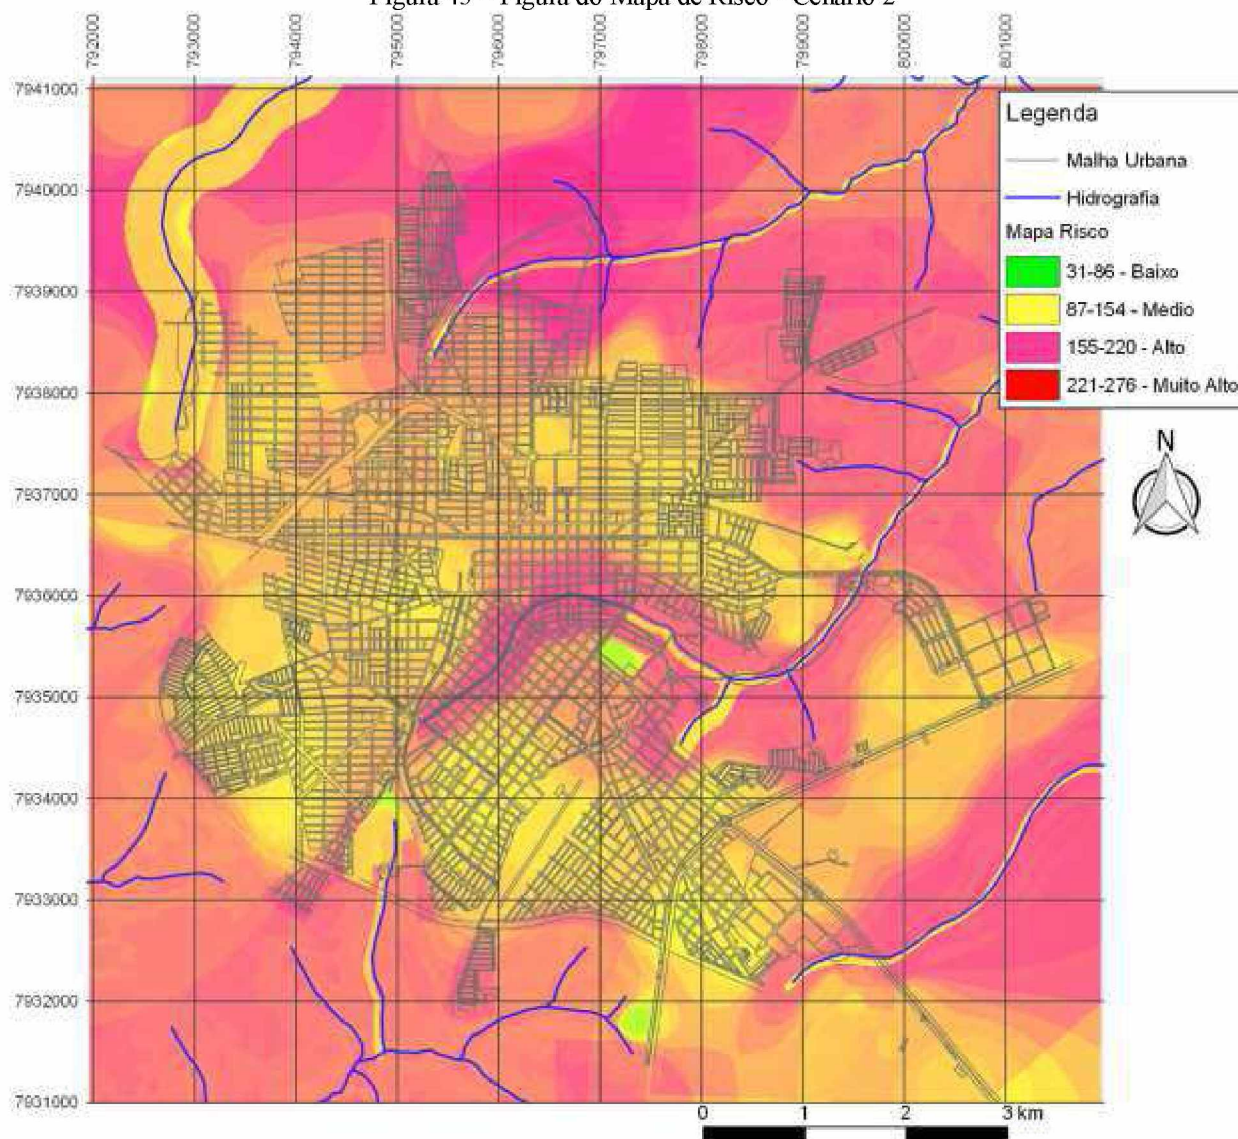 Figura 45 - Figura do Mapa de Risco - Cenário 2
792000 793000 794000 795000 796000 797000 798000 799000 800000 801000
7941000
7940000
7939000
7938000
7937000
7936000
7935000
7934000
7933000
7932000
7931000
Legenda
Malha Urbana
Hidrografia
Mapa Risco
31-86 - Baixo
87-154 - Médio
155-220 - Alto
221-276 - Muito Alto
N
0 1 2 3 km